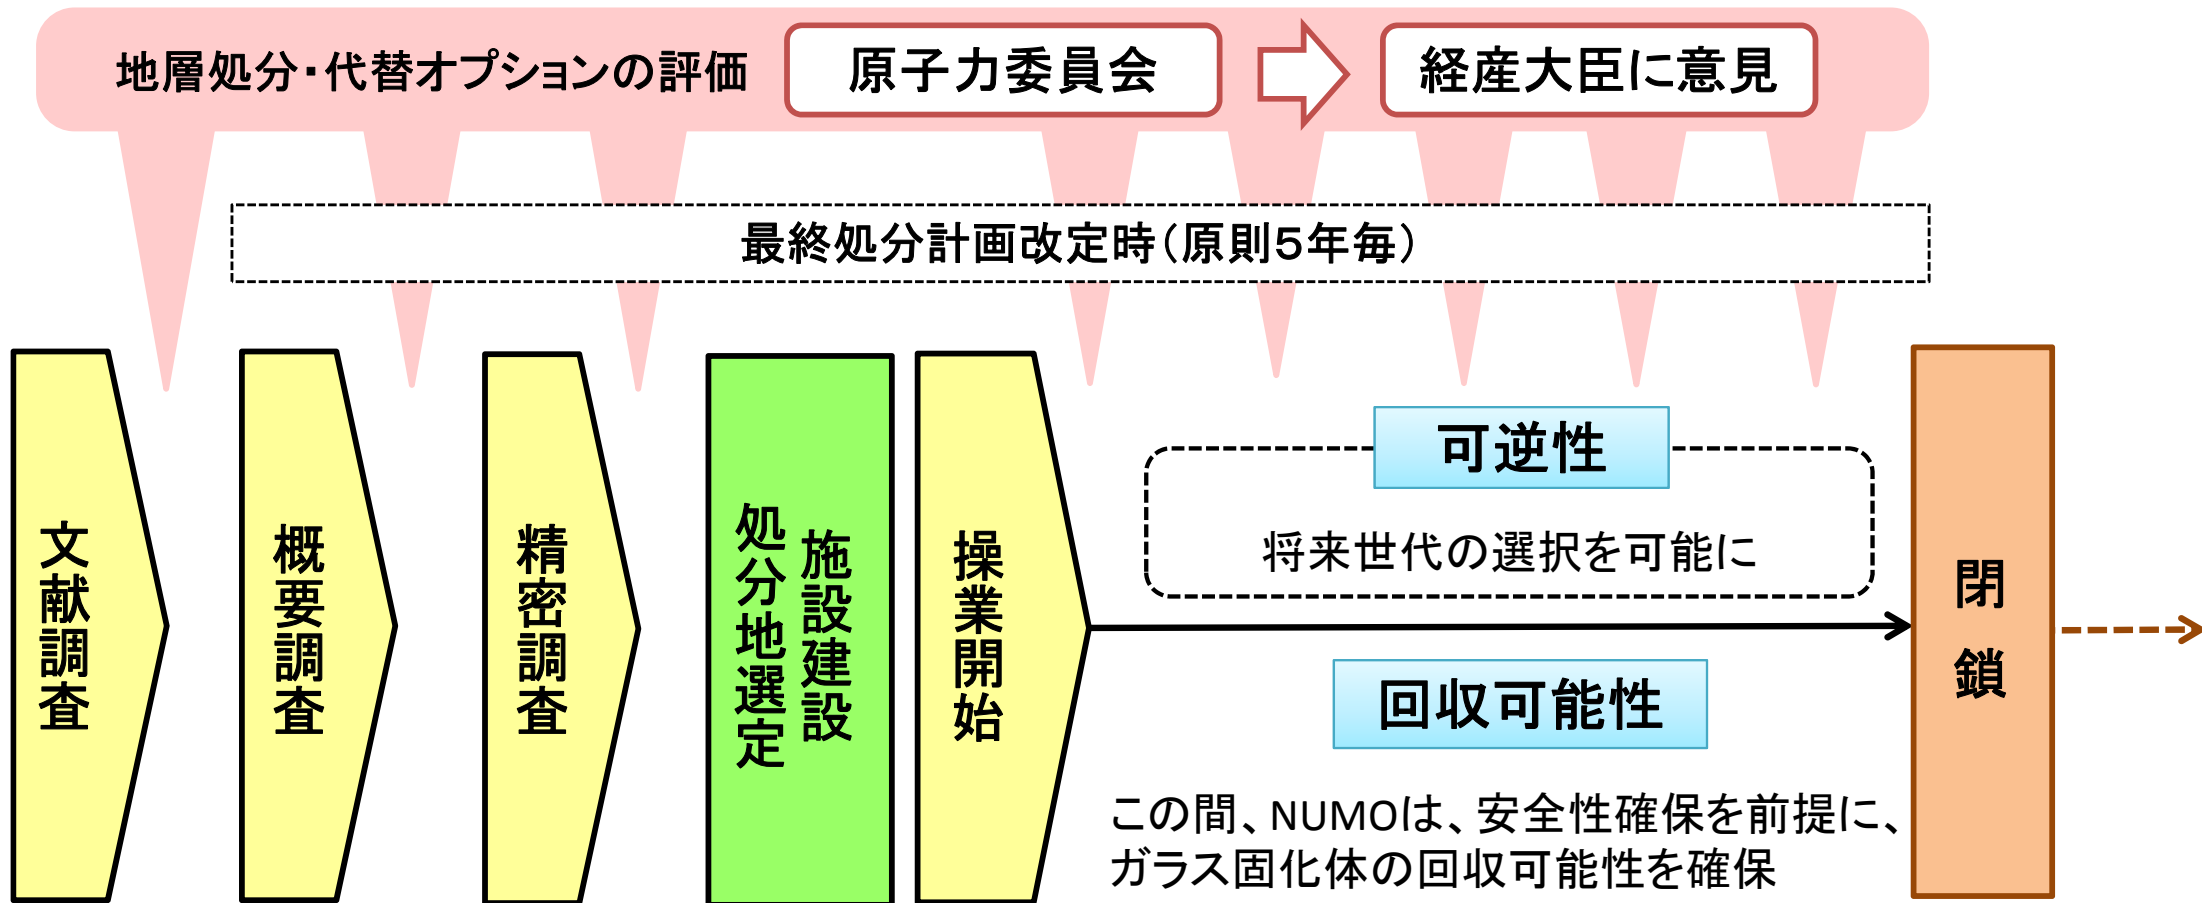 地層処分・代替オプションの評価
原子力委員会
経産大臣に意見
最終処分計画改定時（原則５年毎）
文献調査
概要調査
精密調査
処分地選定
施設建設
操業開始
可逆性
将来世代の選択を可能に
回収可能性
この間、NUMOは、安全性確保を前提に、
ガラス固化体の回収可能性を確保
閉鎖